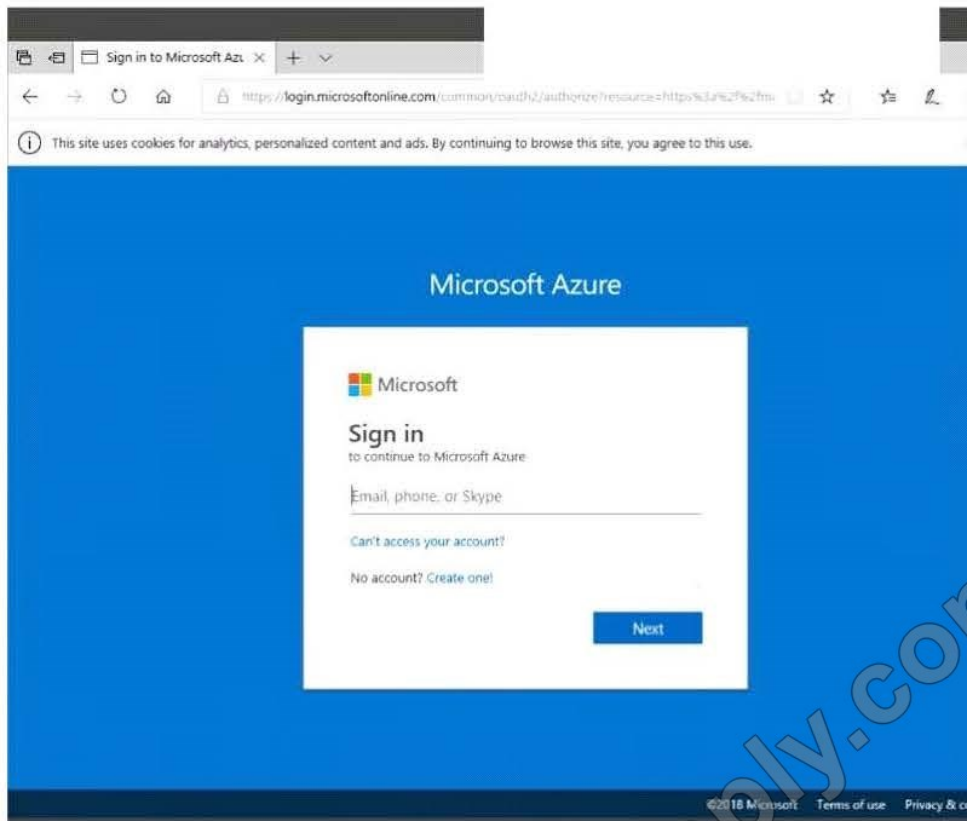 Sign in to Microsoft Azu
https://login.microsoftonline.com/common/oauth2/authorize?resource=https%3a%2f%2fm
This site uses cookies for analytics, personalized content and ads. By continuing to browse this site, you agree to this use.
Microsoft Azure
Microsoft
Sign in
to continue to Microsoft Azure
Email, phone, or Skype
Can't access your account?
No account? Create one!
Next
ply.co
©2018 Microsoft Terms of use Privacy & c